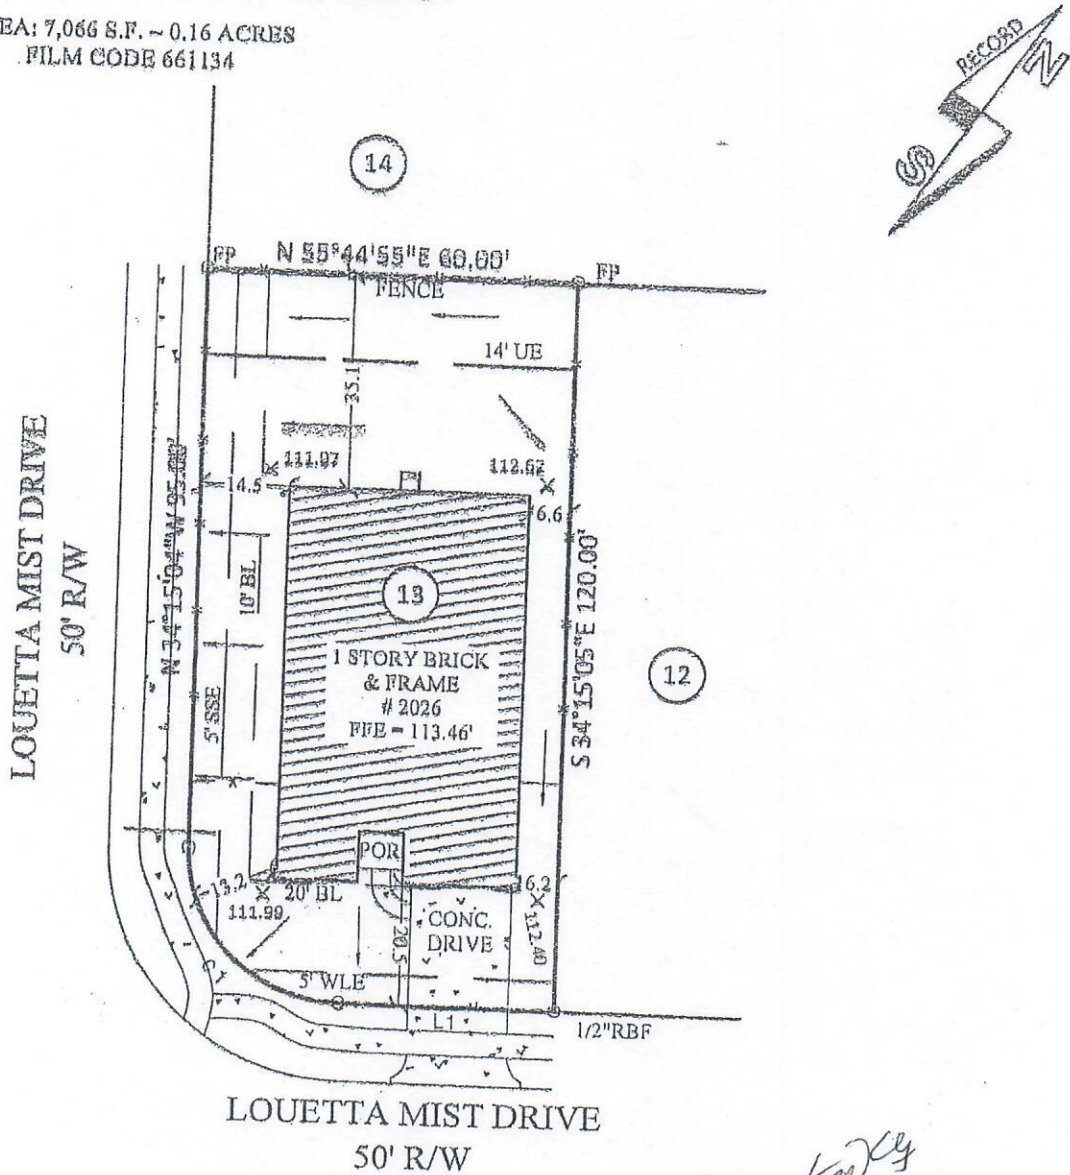 EA: 7,066 S.F. ~ 0.16 ACRES
FILM CODE 661134
RECORD
N
S
14
FP
N 55°44'55"E 60.00'
FP
FENCE
14' UE
35.1
111.97
112.67
14.5
6.6
LOUETTA MIST DRIVE
50' R/W
10' BL
13
1 STORY BRICK
& FRAME
# 2026
FFE = 113.46'
S 34°15'05"E 120.00'
12
5' SSE
POR
13.2
20' BL
6.2
111.99
CONC.
DRIVE
112.40
20.5
C1
5' WLE
L1
1/2"RBF
LOUETTA MIST DRIVE
50' R/W